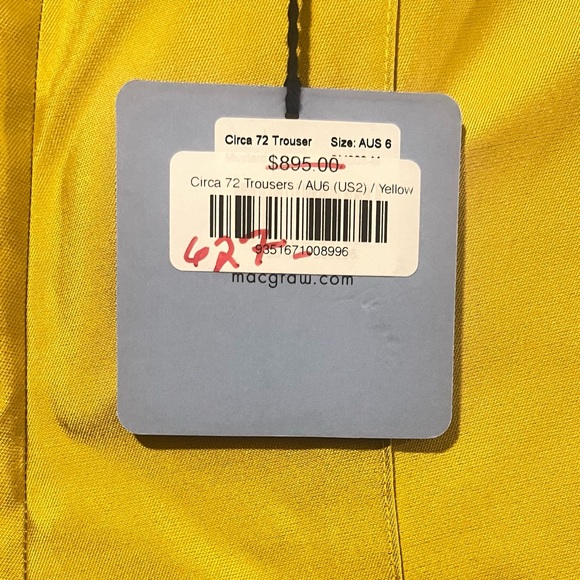 Circa 72 Trouser Size: AUS 6
$895.00
Circa 72 Trousers / AU6 (US2) / Yellow
627-
9351671008996
macgraw.com